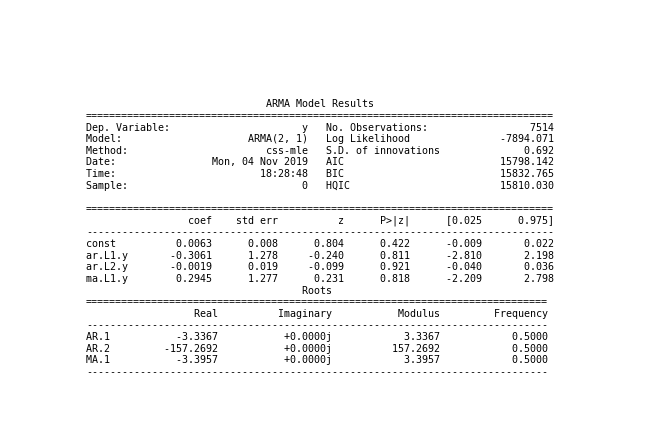 ARMA Model Results
==============================================================================
Dep. Variable:                      y   No. Observations:                 7514
Model:                     ARMA(2, 1)   Log Likelihood               -7894.071
Method:                       css-mle   S.D. of innovations              0.692
Date:                Mon, 04 Nov 2019   AIC                          15798.142
Time:                        18:28:48   BIC                          15832.765
Sample:                             0   HQIC                         15810.030
==============================================================================
                 coef    std err          z      P>|z|      [0.025      0.975]
------------------------------------------------------------------------------
const          0.0063      0.008      0.804      0.422      -0.009       0.022
ar.L1.y       -0.3061      1.278     -0.240      0.811      -2.810       2.198
ar.L2.y       -0.0019      0.019     -0.099      0.921      -0.040       0.036
ma.L1.y        0.2945      1.277      0.231      0.818      -2.209       2.798
                                    Roots
=============================================================================
                  Real          Imaginary           Modulus         Frequency
-----------------------------------------------------------------------------
AR.1           -3.3367           +0.0000j            3.3367            0.5000
AR.2         -157.2692           +0.0000j          157.2692            0.5000
MA.1           -3.3957           +0.0000j            3.3957            0.5000
-----------------------------------------------------------------------------